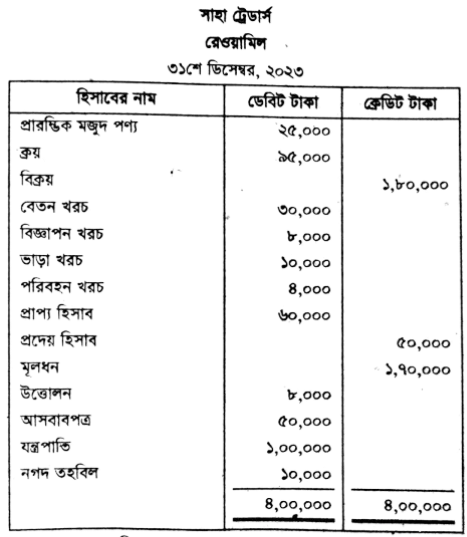 সাহা ট্রেডার্স
রেওয়ামিল
৩১শে ডিসেম্বর, ২০২৩
হিসাবের নাম ডেবিট টাকা ক্রেডিট টাকা
প্রারম্ভিক মজুদ পণ্য ২৫,০০০
ক্রয় ৯৫,০০০
বিক্রয় ১,৮০,০০০
বেতন খরচ ৩০,০০০
বিজ্ঞাপন খরচ ৮,০০০
ভাড়া খরচ ১০,০০০
পরিবহন খরচ ৪,০০০
প্রাপ্য হিসাব ৬০,০০০
প্রদেয় হিসাব ৫০,০০০
মূলধন ১,৭০,০০০
উত্তোলন ৮,০০০
আসবাবপত্র ৫০,০০০
যন্ত্রপাতি ১,০০,০০০
নগদ তহবিল ১০,০০০
৪,০০,০০০ ৪,০০,০০০